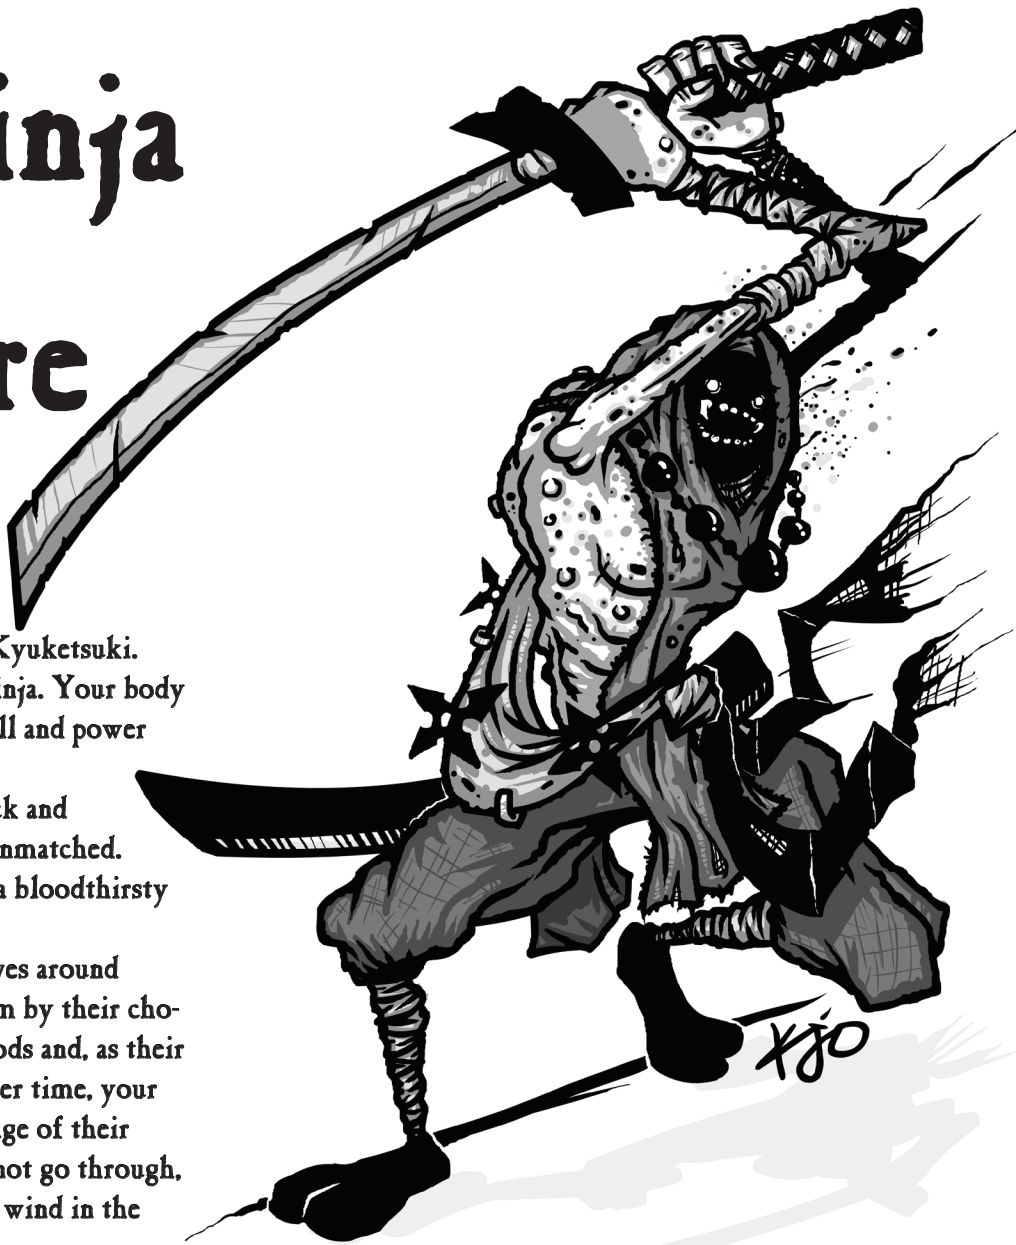 inja
re
Kyuketsuki.
inja. Your body
ll and power
ck and
nmatched.
a bloodthirsty
ves around
n by their cho-
ods and, as their
er time, your
ge of their
not go through,
wind in the
xjo